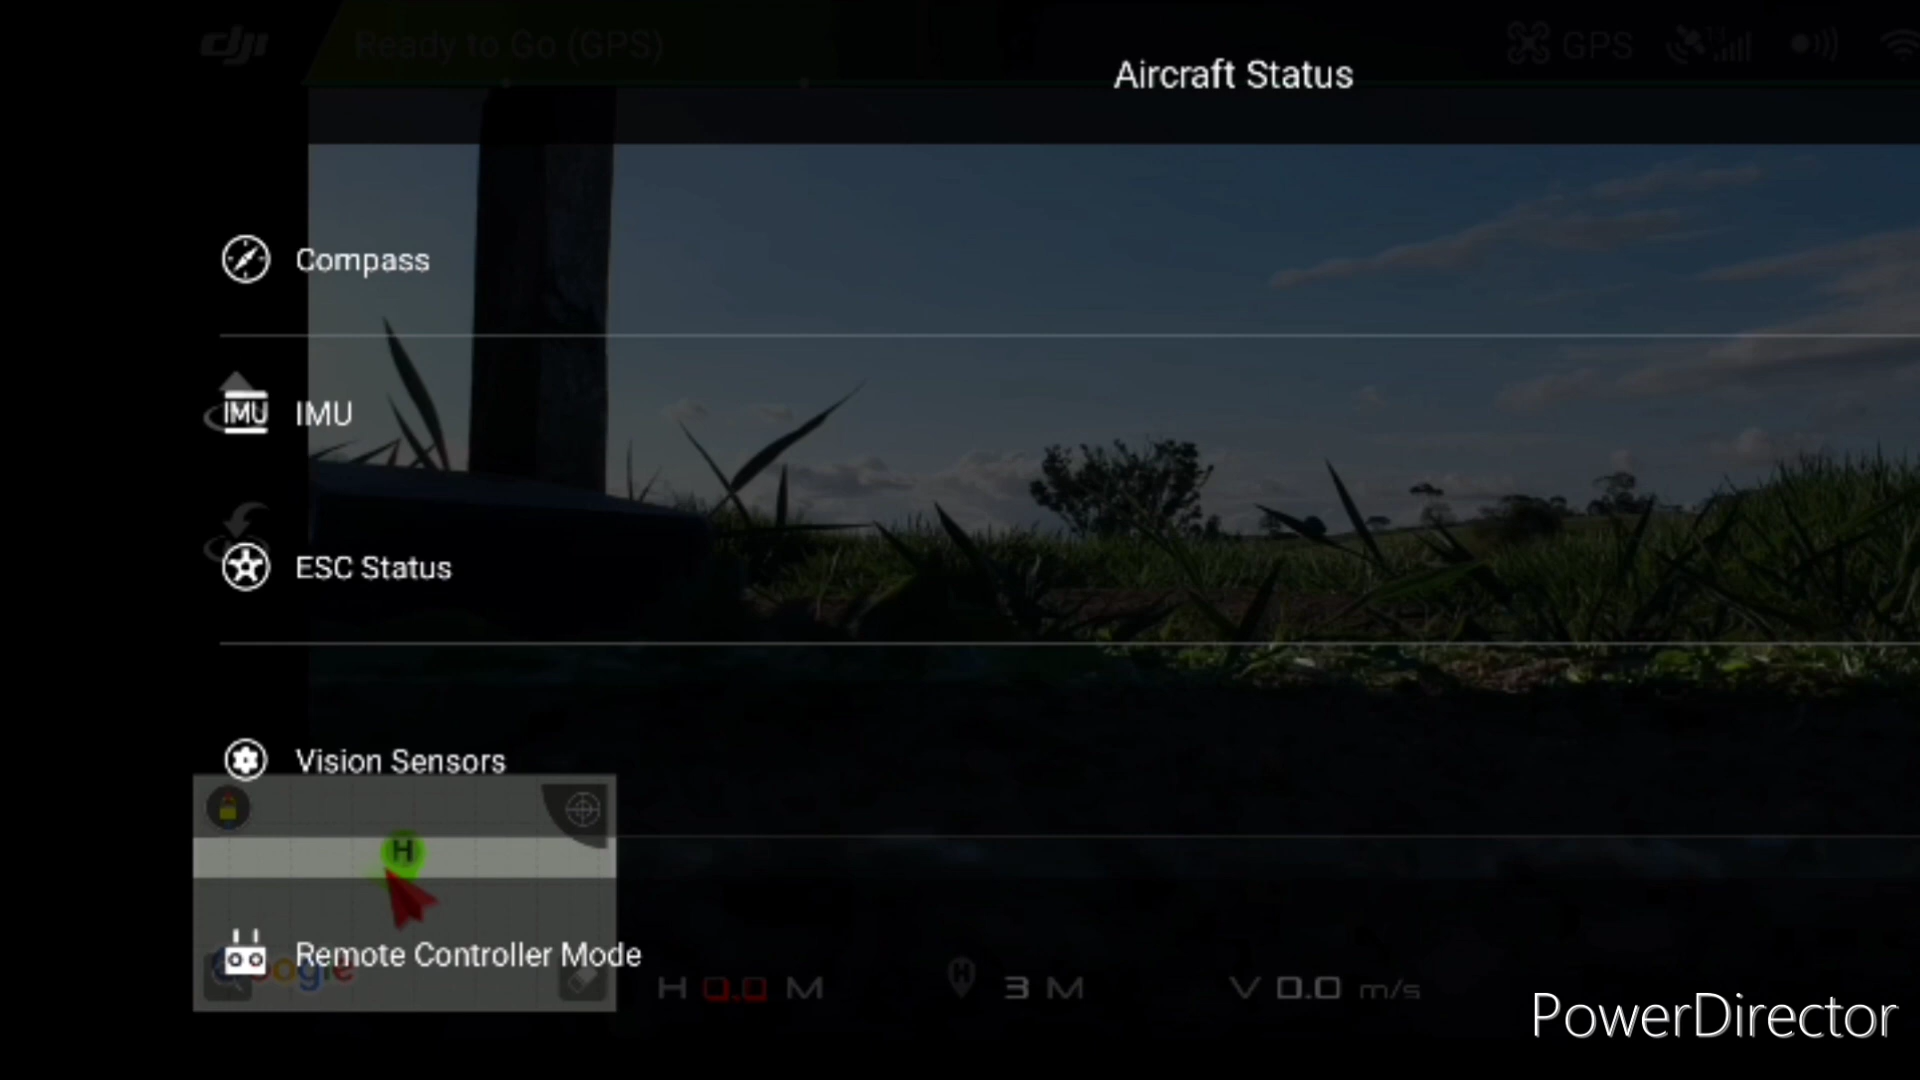 dji
Ready to Go (GPS)
GPS
Aircraft Status
Compass
IMU
IMU
ESC Status
Vision Sensors
H
Remote Controller Mode
H 0.0 M
H 3 M
V 0.0 m/s
PowerDirector